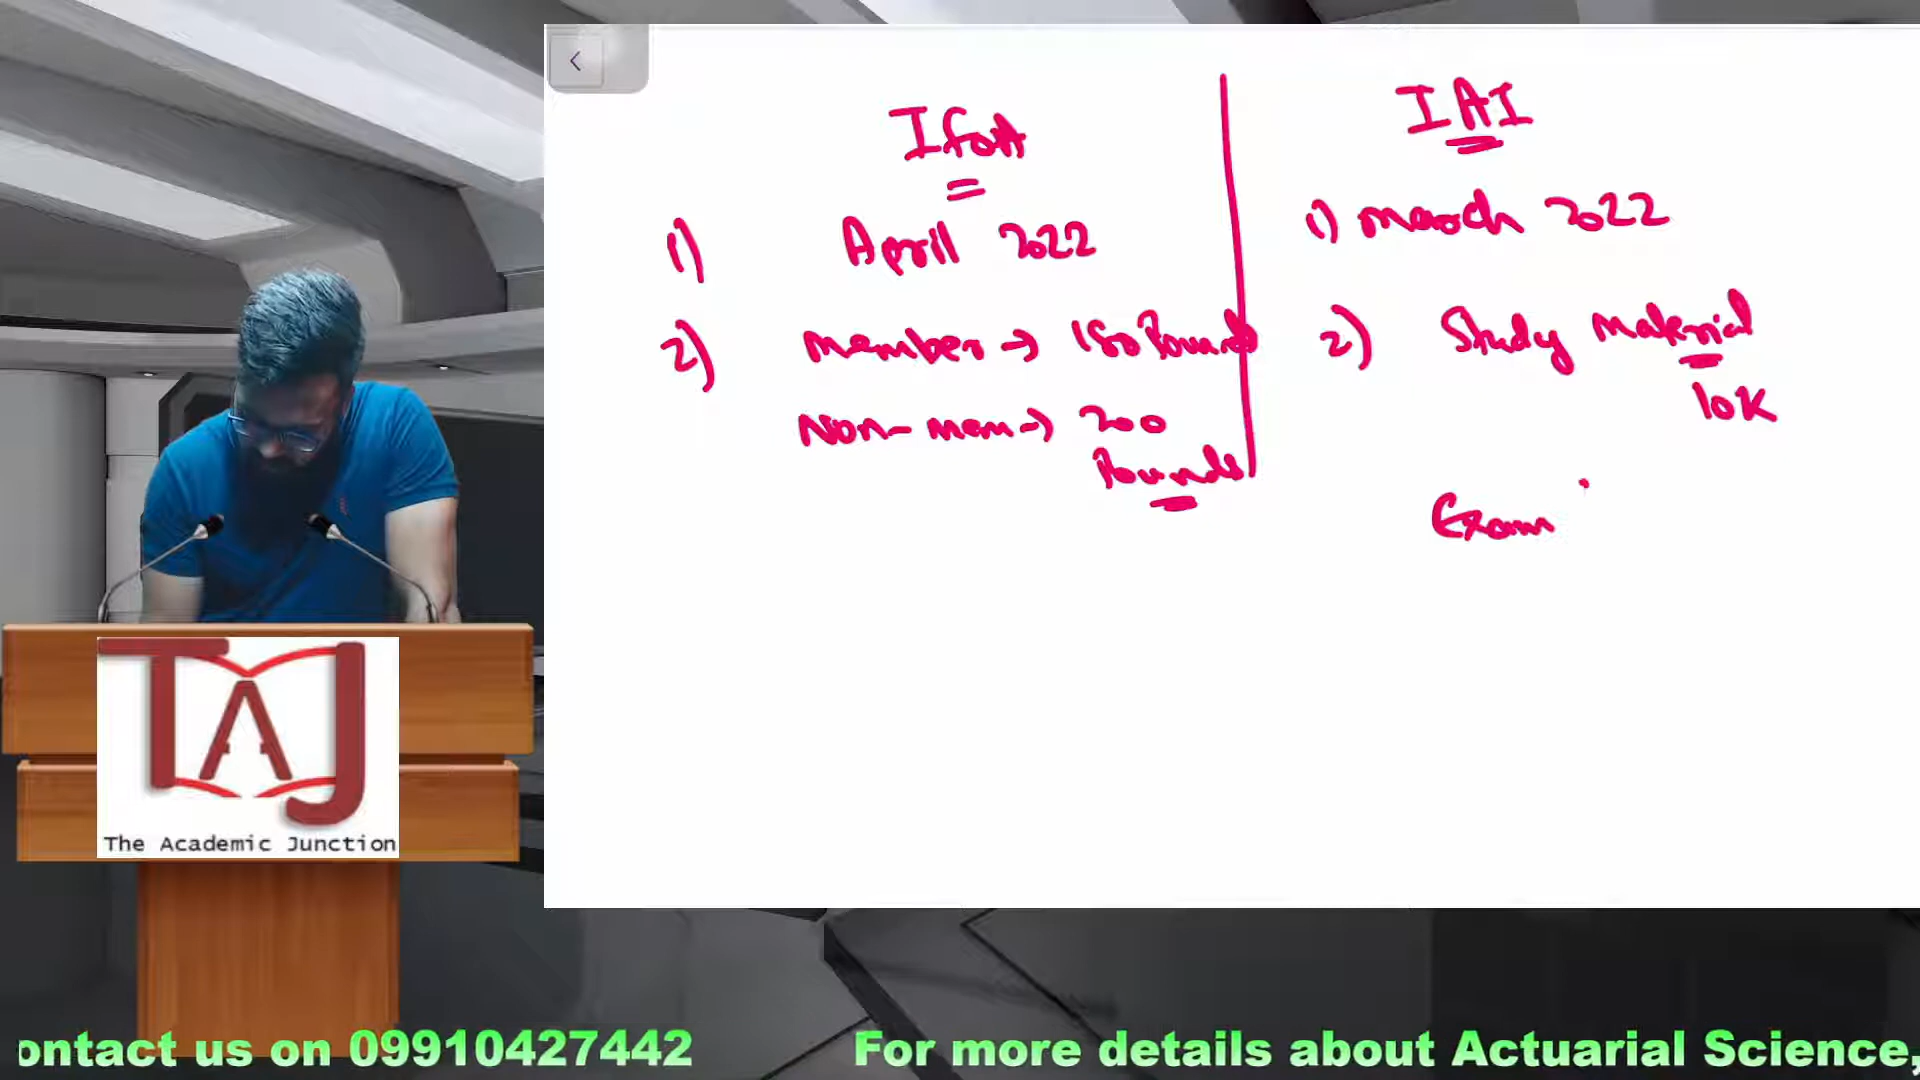 IFoA
1) April 2022
2) Member → 180 Pounds
Non-mem → 200
Pounds
IAI
1) March 2022
2) Study Material
10K
Exam
TAJ
The Academic Junction
ontact us on 09910427442
For more details about Actuarial Science,